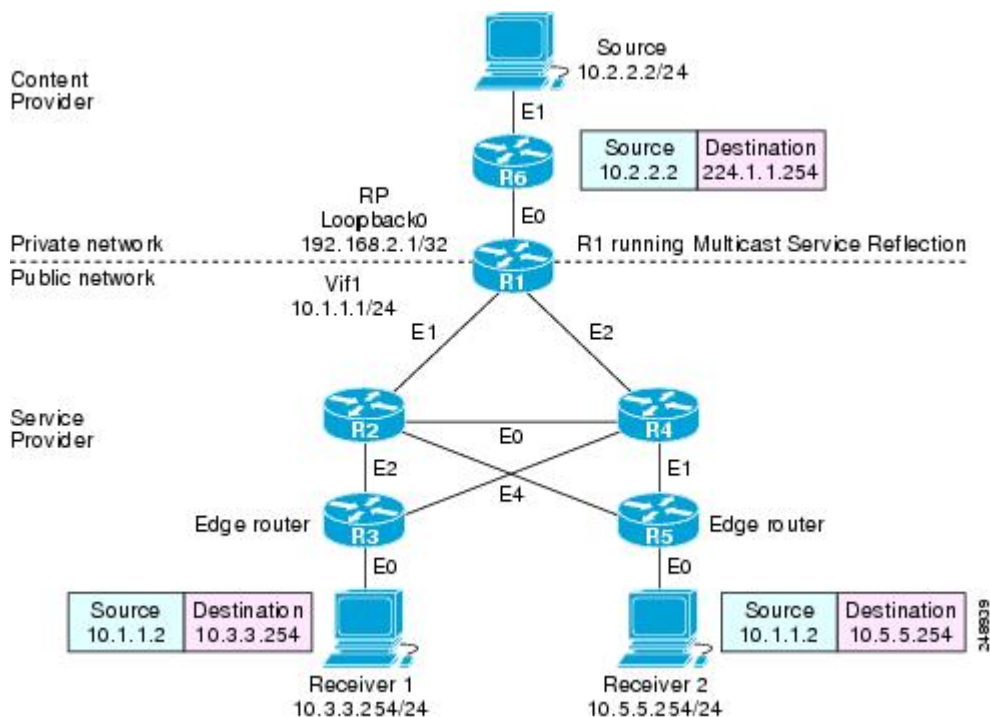 Source
10.2.2.2/24
Content
Provider
E1
Source
10.2.2.2
Destination
224.1.1.254
R6
RP
Loopback0
192.168.2.1/32
E0
Private network
R1 running Multicast Service Reflection
Public network
R1
Vif1
10.1.1.1/24
E1
E2
Service
Provider
R2
R4
E0
E2
E1
E4
Edge router
R3
R5
Edge router
E0
E0
Source
10.1.1.2
Destination
10.3.3.254
Source
10.1.1.2
Destination
10.5.5.254
248939
Receiver 1
10.3.3.254/24
Receiver 2
10.5.5.254/24